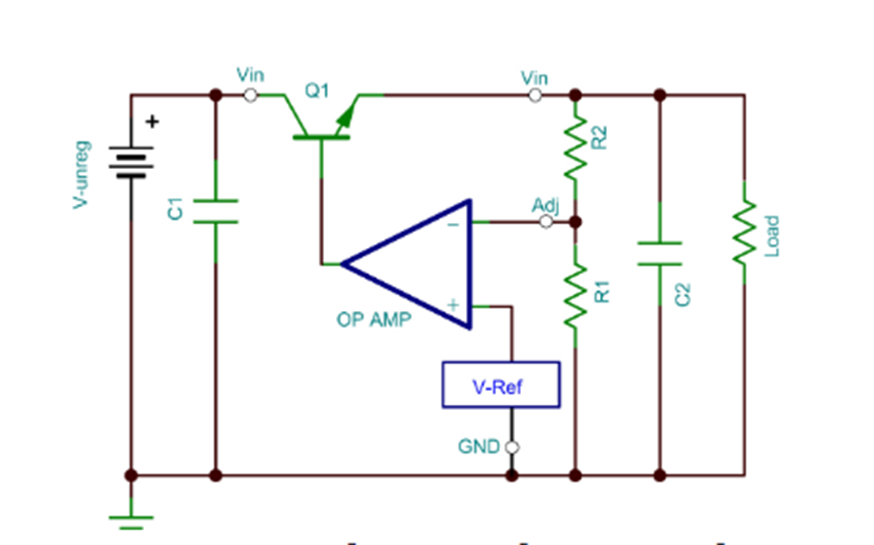 Vin
Q1
Vin
+
V-unreg
C1
R2
Adj
−
OP AMP
+
R1
C2
Load
V-Ref
GND